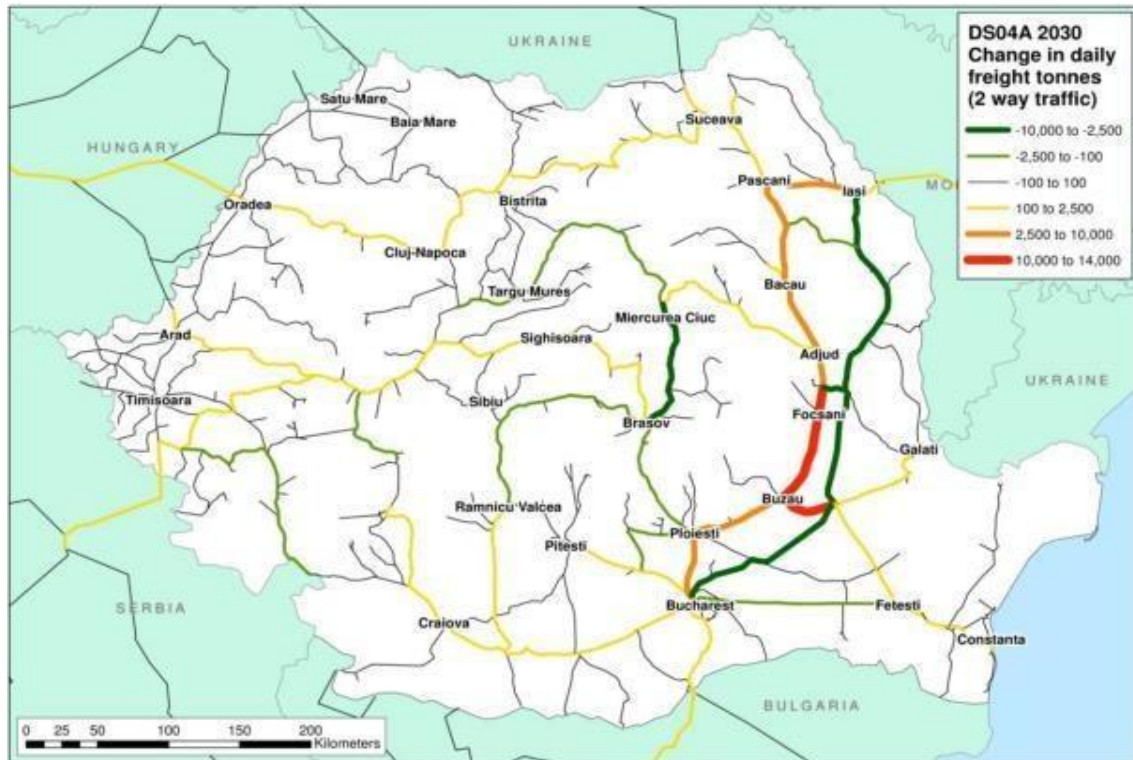 DS04A 2030
Change in daily
freight tonnes
(2 way traffic)
-10,000 to -2,500
-2,500 to -100
-100 to 100
100 to 2,500
2,500 to 10,000
10,000 to 14,000
UKRAINE
Satu Mare
Baia Mare
Suceava
HUNGARY
Pascani
Iasi
MO
Oradea
Bistrita
Cluj-Napoca
Targu Mures
Bacau
Miercurea Ciuc
Arad
Sighisoara
Adjud
UKRAINE
Timisoara
Sibiu
Brasov
Focsani
Galati
Ramnicu Valcea
Buzau
Pitesti
Ploiesti
Bucharest
Fetesti
SERBIA
Craiova
Constanta
BULGARIA
0 25 50 100 150 200
Kilometers